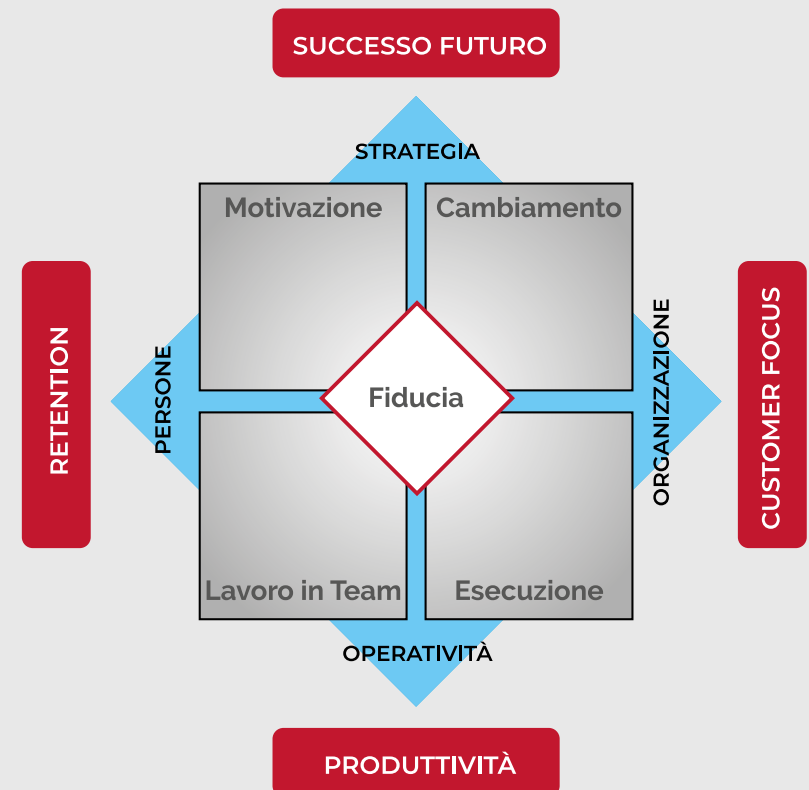 SUCCESSO FUTURO
STRATEGIA
Motivazione
Cambiamento
RETENTION
PERSONE
Fiducia
ORGANIZZAZIONE
CUSTOMER FOCUS
Lavoro in Team
Esecuzione
OPERATIVITÀ
PRODUTTIVITÀ